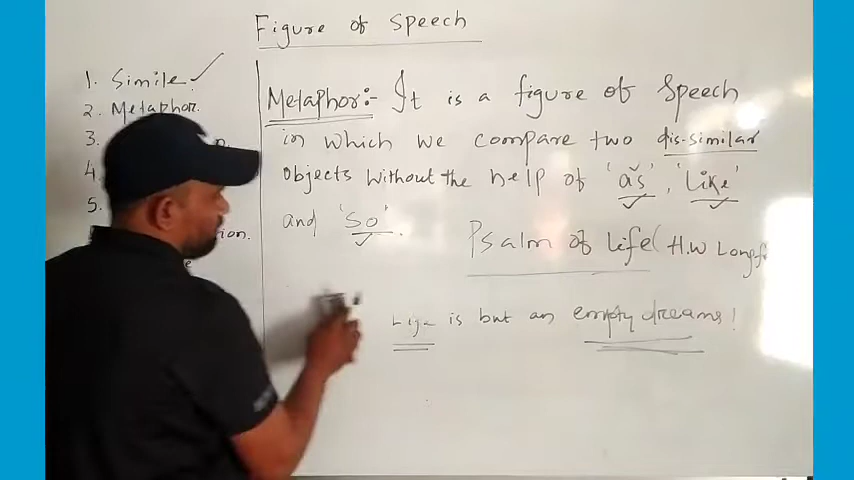 Figure of Speech
1. Simile
2. Metaphor.
3.
4.
5.
ion.
Metaphor:- It is a figure of Speech
in which we compare two dis-similar
objects without the help of 'as', 'Like'
and 'So'.
Psalm of life (H.W Longf
is but an empty dreams!